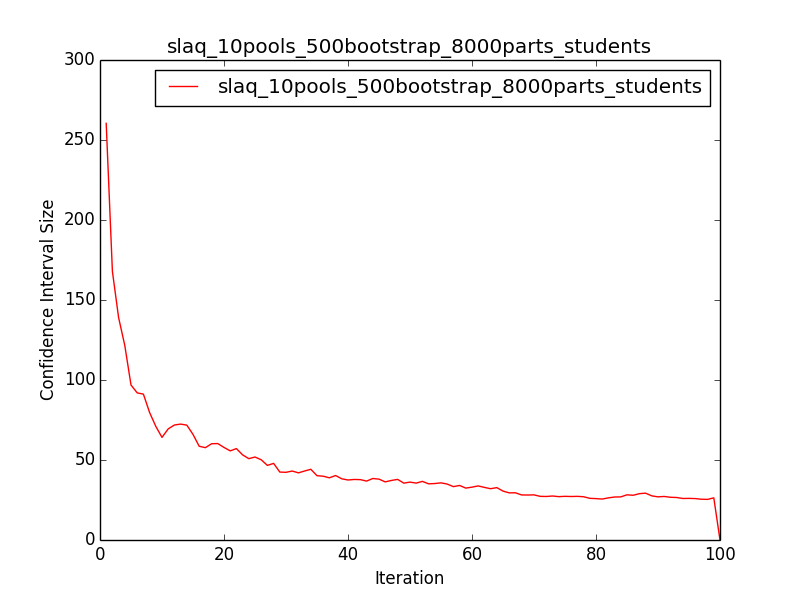 slaq_10pools_500bootstrap_8000parts_students
slaq_10pools_500bootstrap_8000parts_students
300
250
200
150
100
50
0
Confidence Interval Size
0 20 40 60 80 100
Iteration